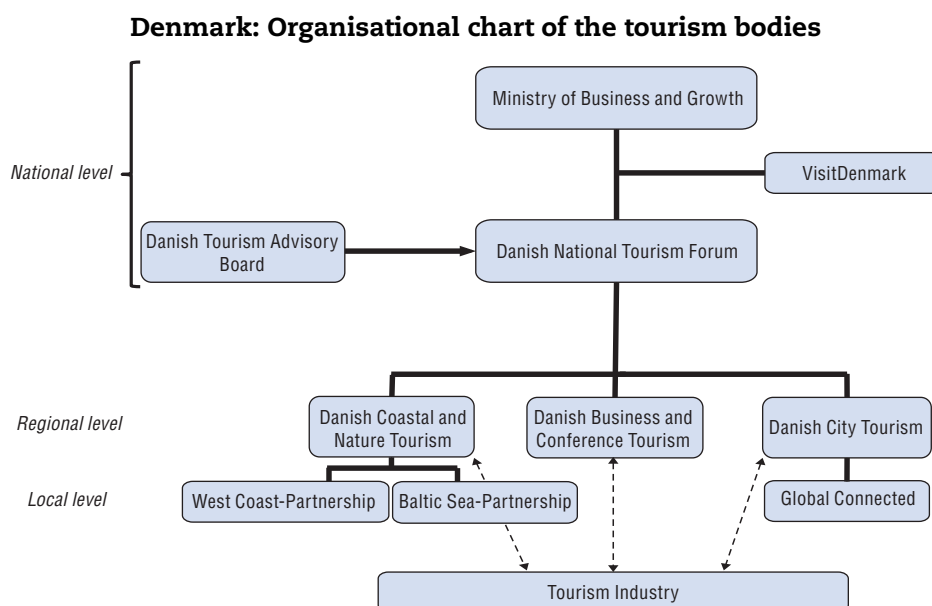 Denmark: Organisational chart of the tourism bodies
Ministry of Business and Growth
National level
VisitDenmark
Danish Tourism Advisory
Board
Danish National Tourism Forum
Regional level
Danish Coastal and
Nature Tourism
Danish Business and
Conference Tourism
Danish City Tourism
Local level
West Coast-Partnership
Baltic Sea-Partnership
Global Connected
Tourism Industry